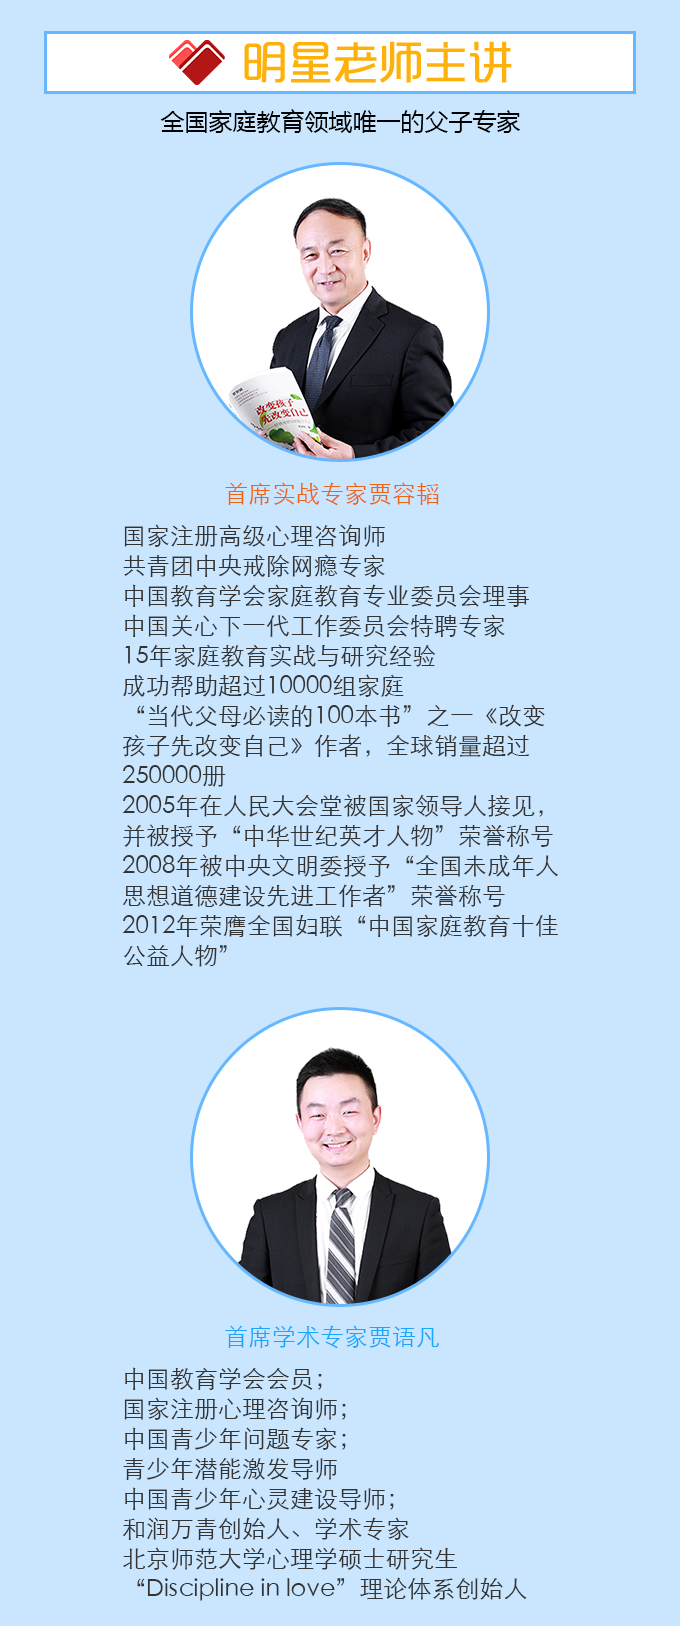 明星老师主讲
全国家庭教育领域唯一的父子专家
改变孩子
先改变自己
首席实战专家贾容韬
国家注册高级心理咨询师
共青团中央戒除网瘾专家
中国教育学会家庭教育专业委员会理事
中国关心下一代工作委员会特聘专家
15年家庭教育实战与研究经验
成功帮助超过10000组家庭
“当代父母必读的100本书”之一《改变
孩子先改变自己》作者，全球销量超过
250000册
2005年在人民大会堂被国家领导人接见，
并被授予“中华世纪英才人物”荣誉称号
2008年被中央文明委授予“全国未成年人
思想道德建设先进工作者”荣誉称号
2012年荣膺全国妇联“中国家庭教育十佳
公益人物”
首席学术专家贾语凡
中国教育学会会员；
国家注册心理咨询师；
中国青少年问题专家；
青少年潜能激发导师
中国青少年心灵建设导师；
和润万青创始人、学术专家
北京师范大学心理学硕士研究生
“Discipline in love”理论体系创始人